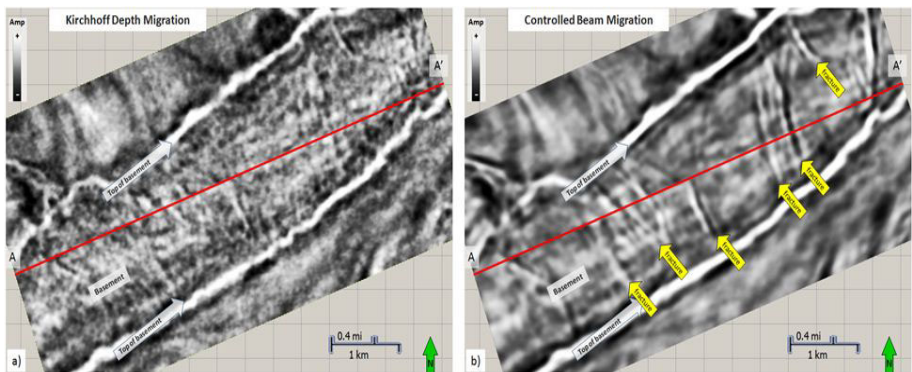 Amp
+
-
Kirchhoff Depth Migration
A'
Top of basement
A
Basement
Top of basement
0.4 mi
1 km
N
a)
Amp
+
-
Controlled Beam Migration
A'
fracture
Top of basement
fracture
fracture
A
fracture
fracture
Basement
fracture
Top of basement
0.4 mi
1 km
N
b)